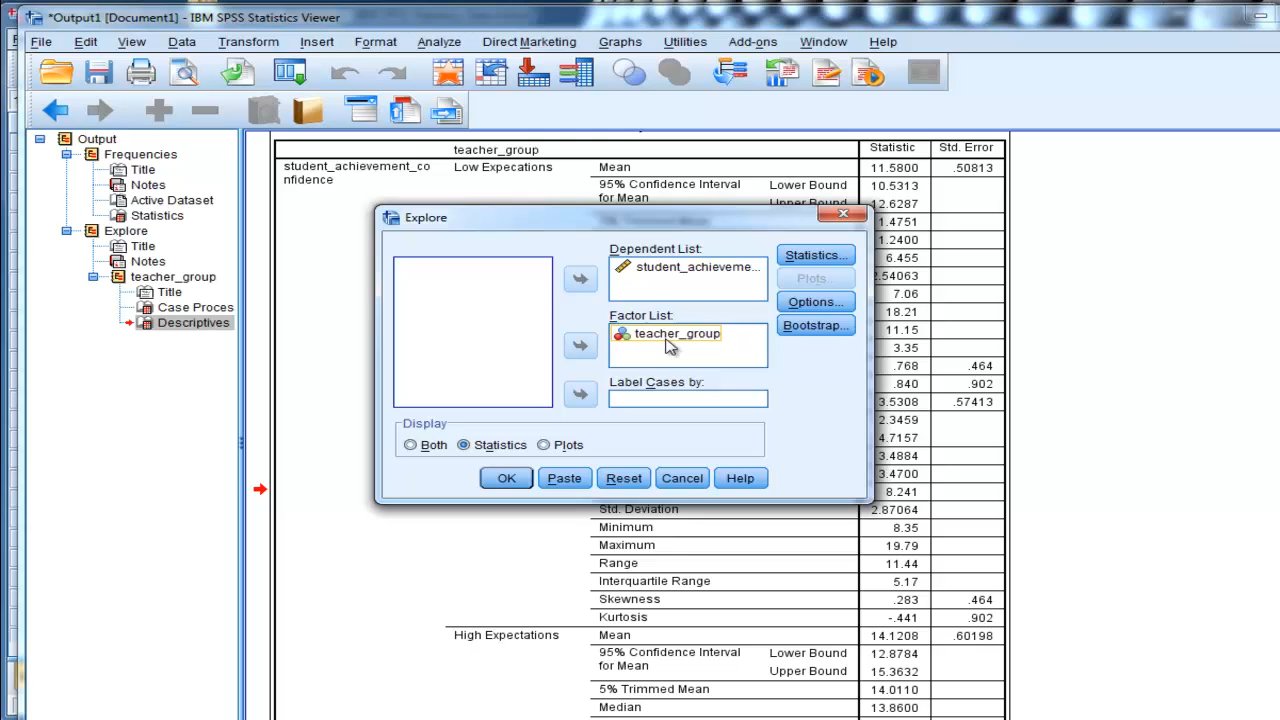 *Output1 [Document1] - IBM SPSS Statistics Viewer
File Edit View Data Transform Insert Format Analyze Direct Marketing Graphs Utilities Add-ons Window Help
Output
Frequencies
Title
Notes
Active Dataset
Statistics
Explore
Title
Notes
teacher_group
Title
Case Proces
Descriptives
teacher_group Statistic Std. Error
student_achievement_co
nfidence
Low Expecations Mean 11.5800 .50813
95% Confidence Interval
for Mean
Lower Bound 10.5313
Upper Bound 12.6287
1.4751
1.2400
6.455
2.54063
7.06
18.21
11.15
3.35
.768 .464
.840 .902
3.5308 .57413
2.3459
4.7157
3.4884
3.4700
8.241
Std. Deviation 2.87064
Minimum 8.35
Maximum 19.79
Range 11.44
Interquartile Range 5.17
Skewness .283 .464
Kurtosis -.441 .902
High Expectations Mean 14.1208 .60198
95% Confidence Interval
for Mean
Lower Bound 12.8784
Upper Bound 15.3632
5% Trimmed Mean 14.0110
Median 13.8600
Explore
Dependent List:
student_achieveme...
Factor List:
teacher_group
Label Cases by:
Statistics...
Plots...
Options...
Bootstrap...
Display
Both Statistics Plots
OK Paste Reset Cancel Help